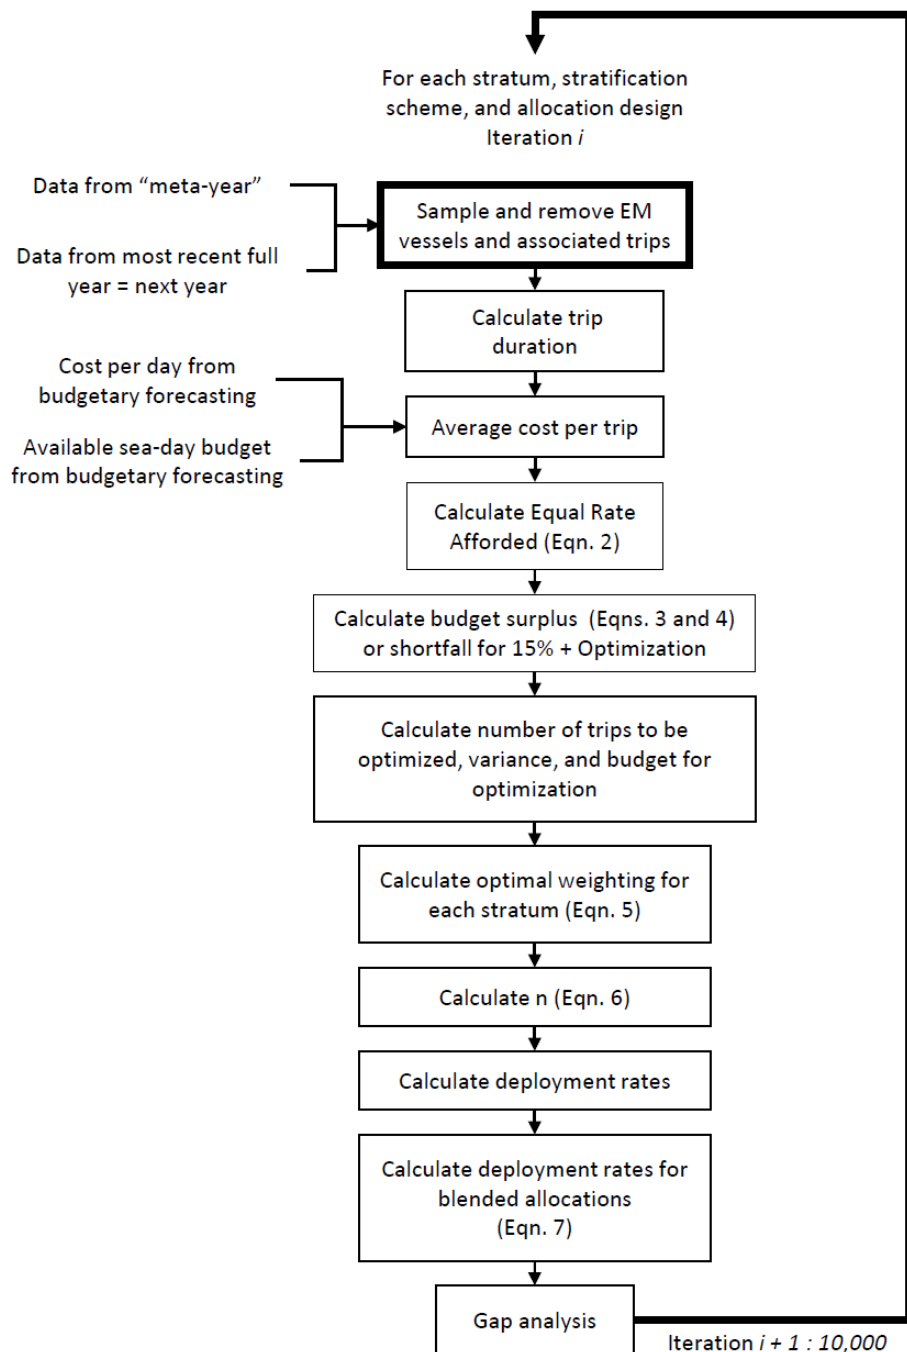 For each stratum, stratification
scheme, and allocation design
Iteration i
Data from “meta-year”
Data from most recent full
year = next year
Sample and remove EM
vessels and associated trips
Calculate trip
duration
Cost per day from
budgetary forecasting
Available sea-day budget
from budgetary forecasting
Average cost per trip
Calculate Equal Rate
Afforded (Eqn. 2)
Calculate budget surplus (Eqns. 3 and 4)
or shortfall for 15% + Optimization
Calculate number of trips to be
optimized, variance, and budget for
optimization
Calculate optimal weighting for
each stratum (Eqn. 5)
Calculate n (Eqn. 6)
Calculate deployment rates
Calculate deployment rates for
blended allocations
(Eqn. 7)
Gap analysis
Iteration i + 1 : 10,000